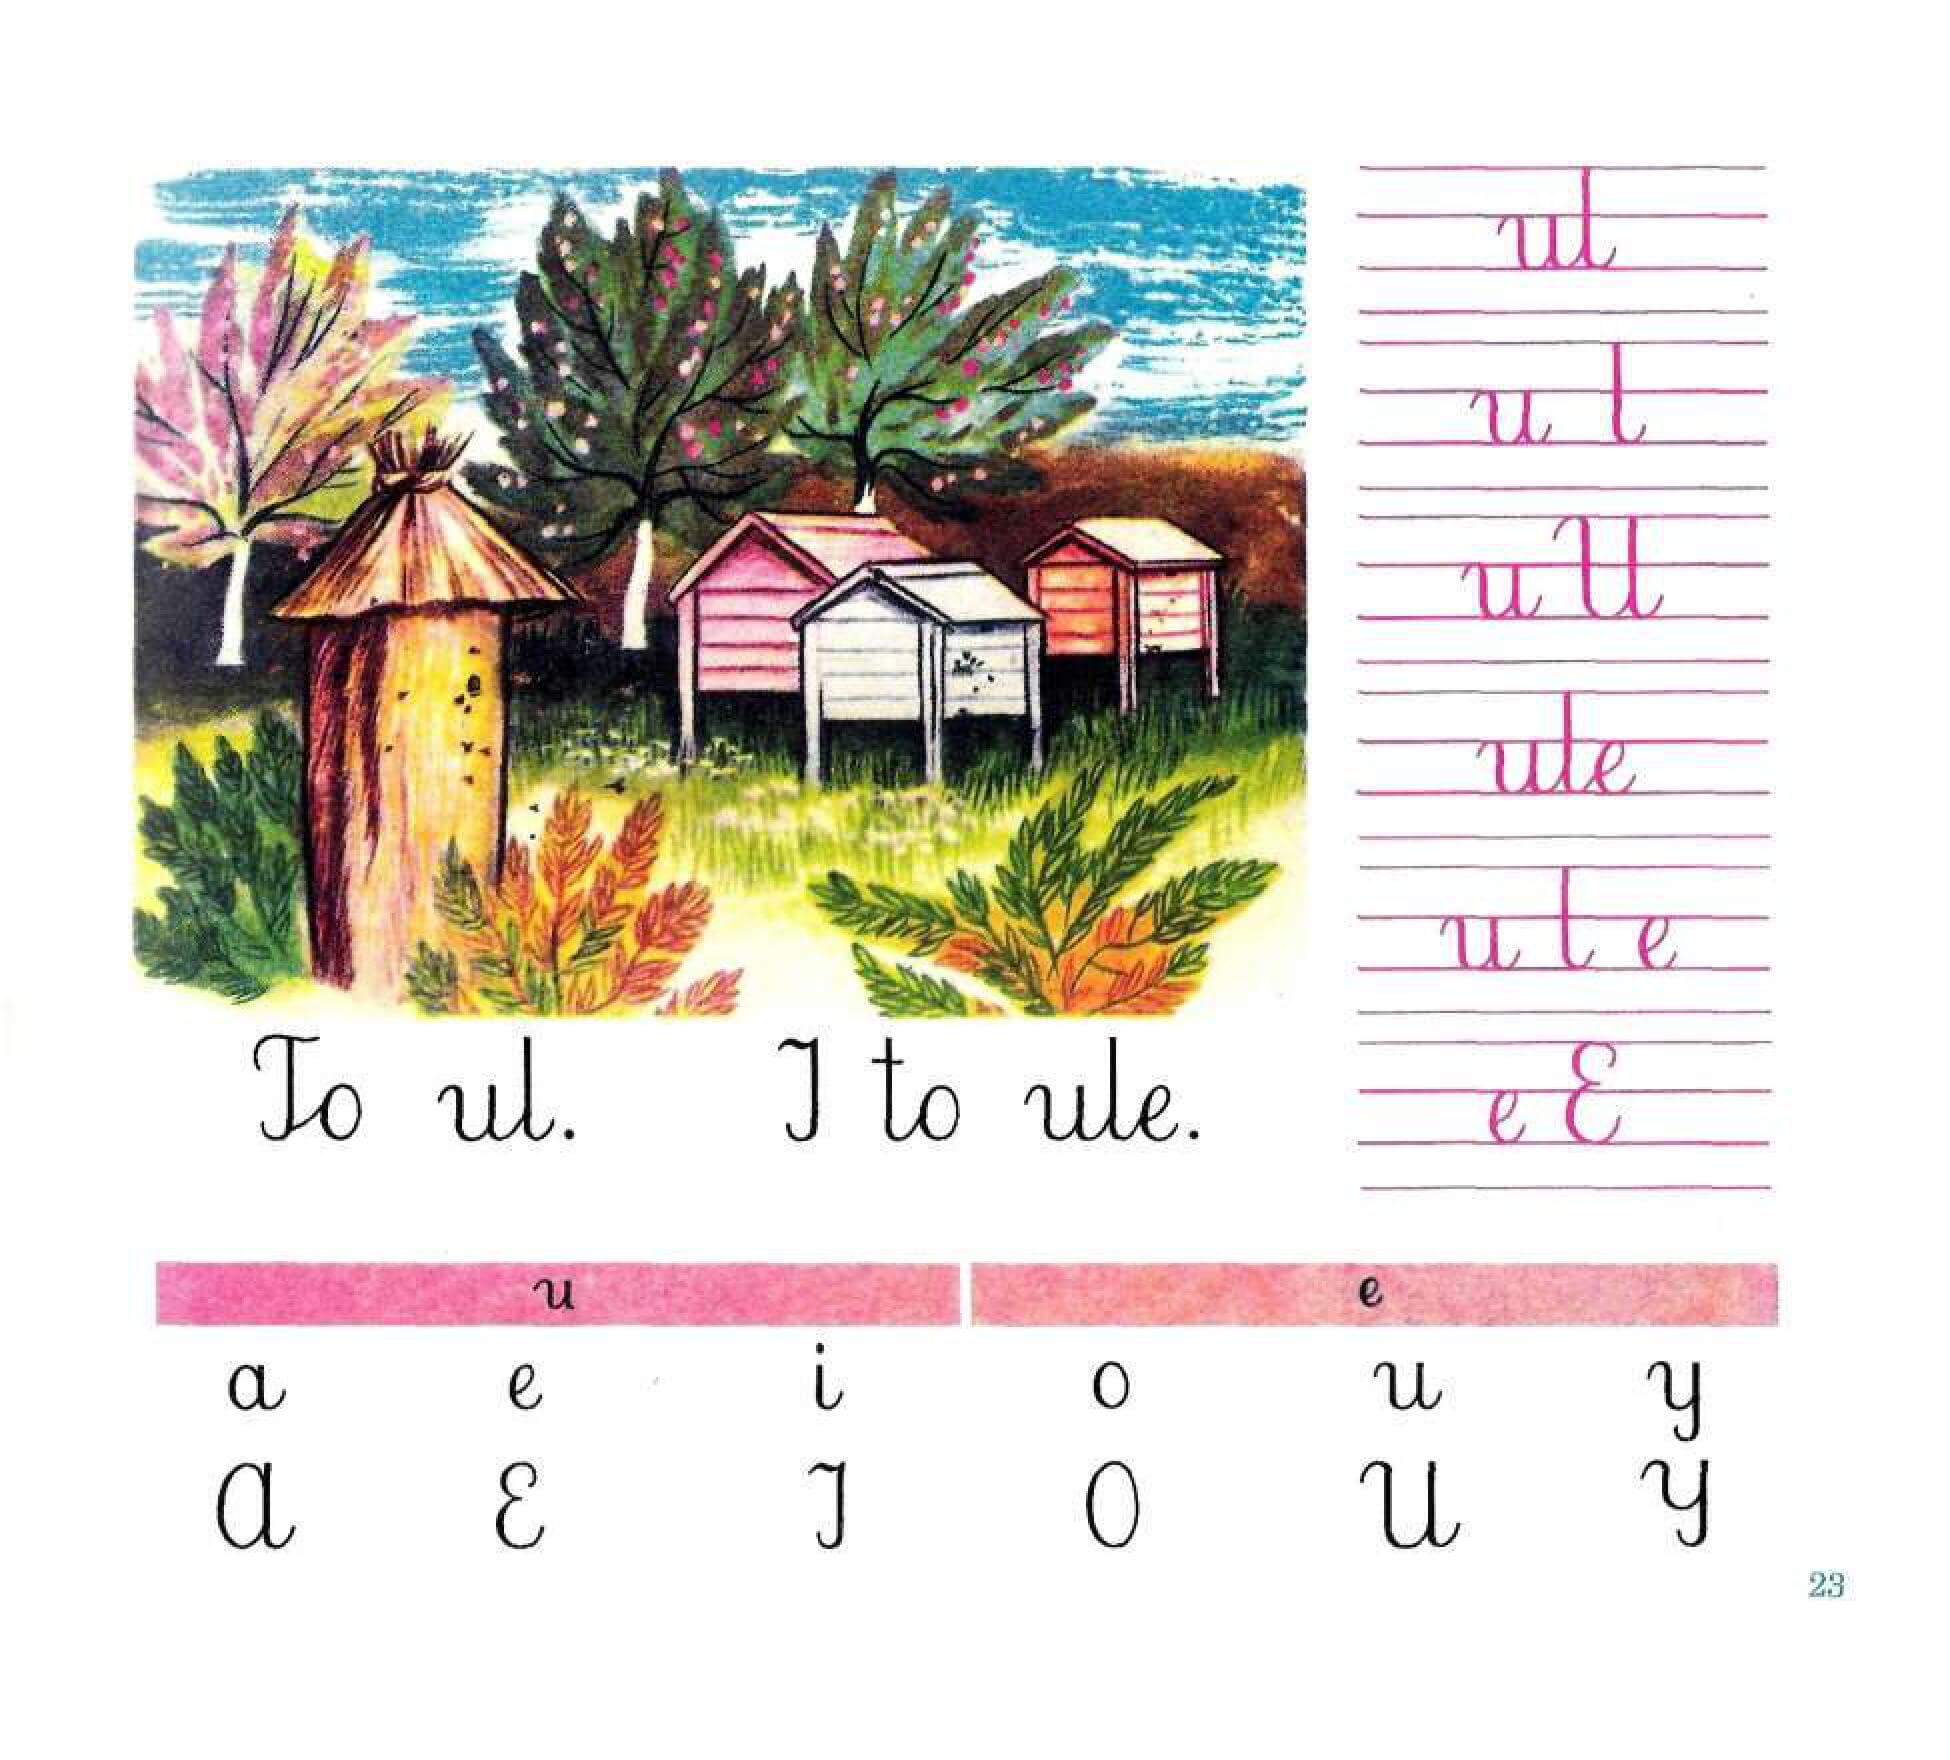 ul
u l
u U
ule
u l e
e E
To ul. I to ule.
u e
a e i o u y
A E I O U Y
23